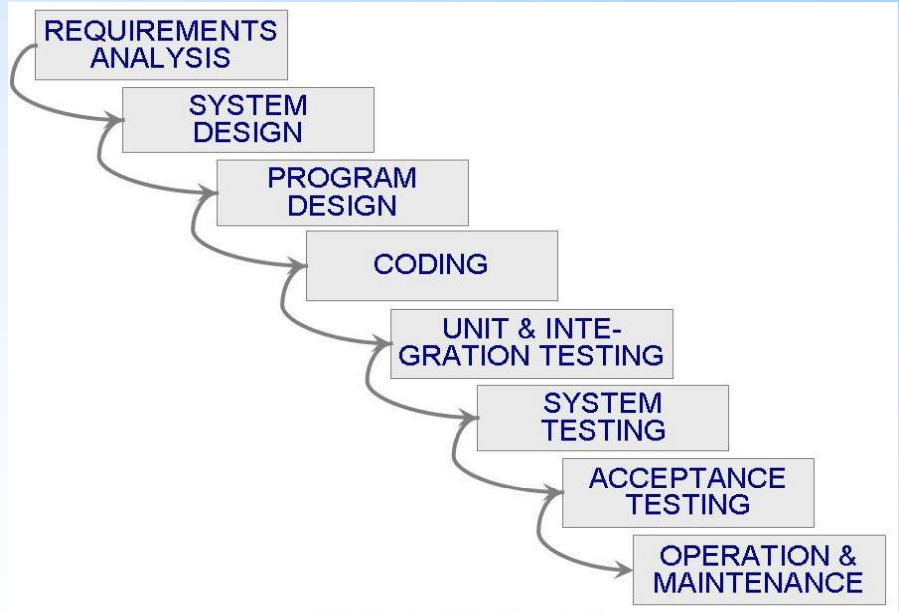 REQUIREMENTS
ANALYSIS
SYSTEM
DESIGN
PROGRAM
DESIGN
CODING
UNIT & INTE-
GRATION TESTING
SYSTEM
TESTING
ACCEPTANCE
TESTING
OPERATION &
MAINTENANCE